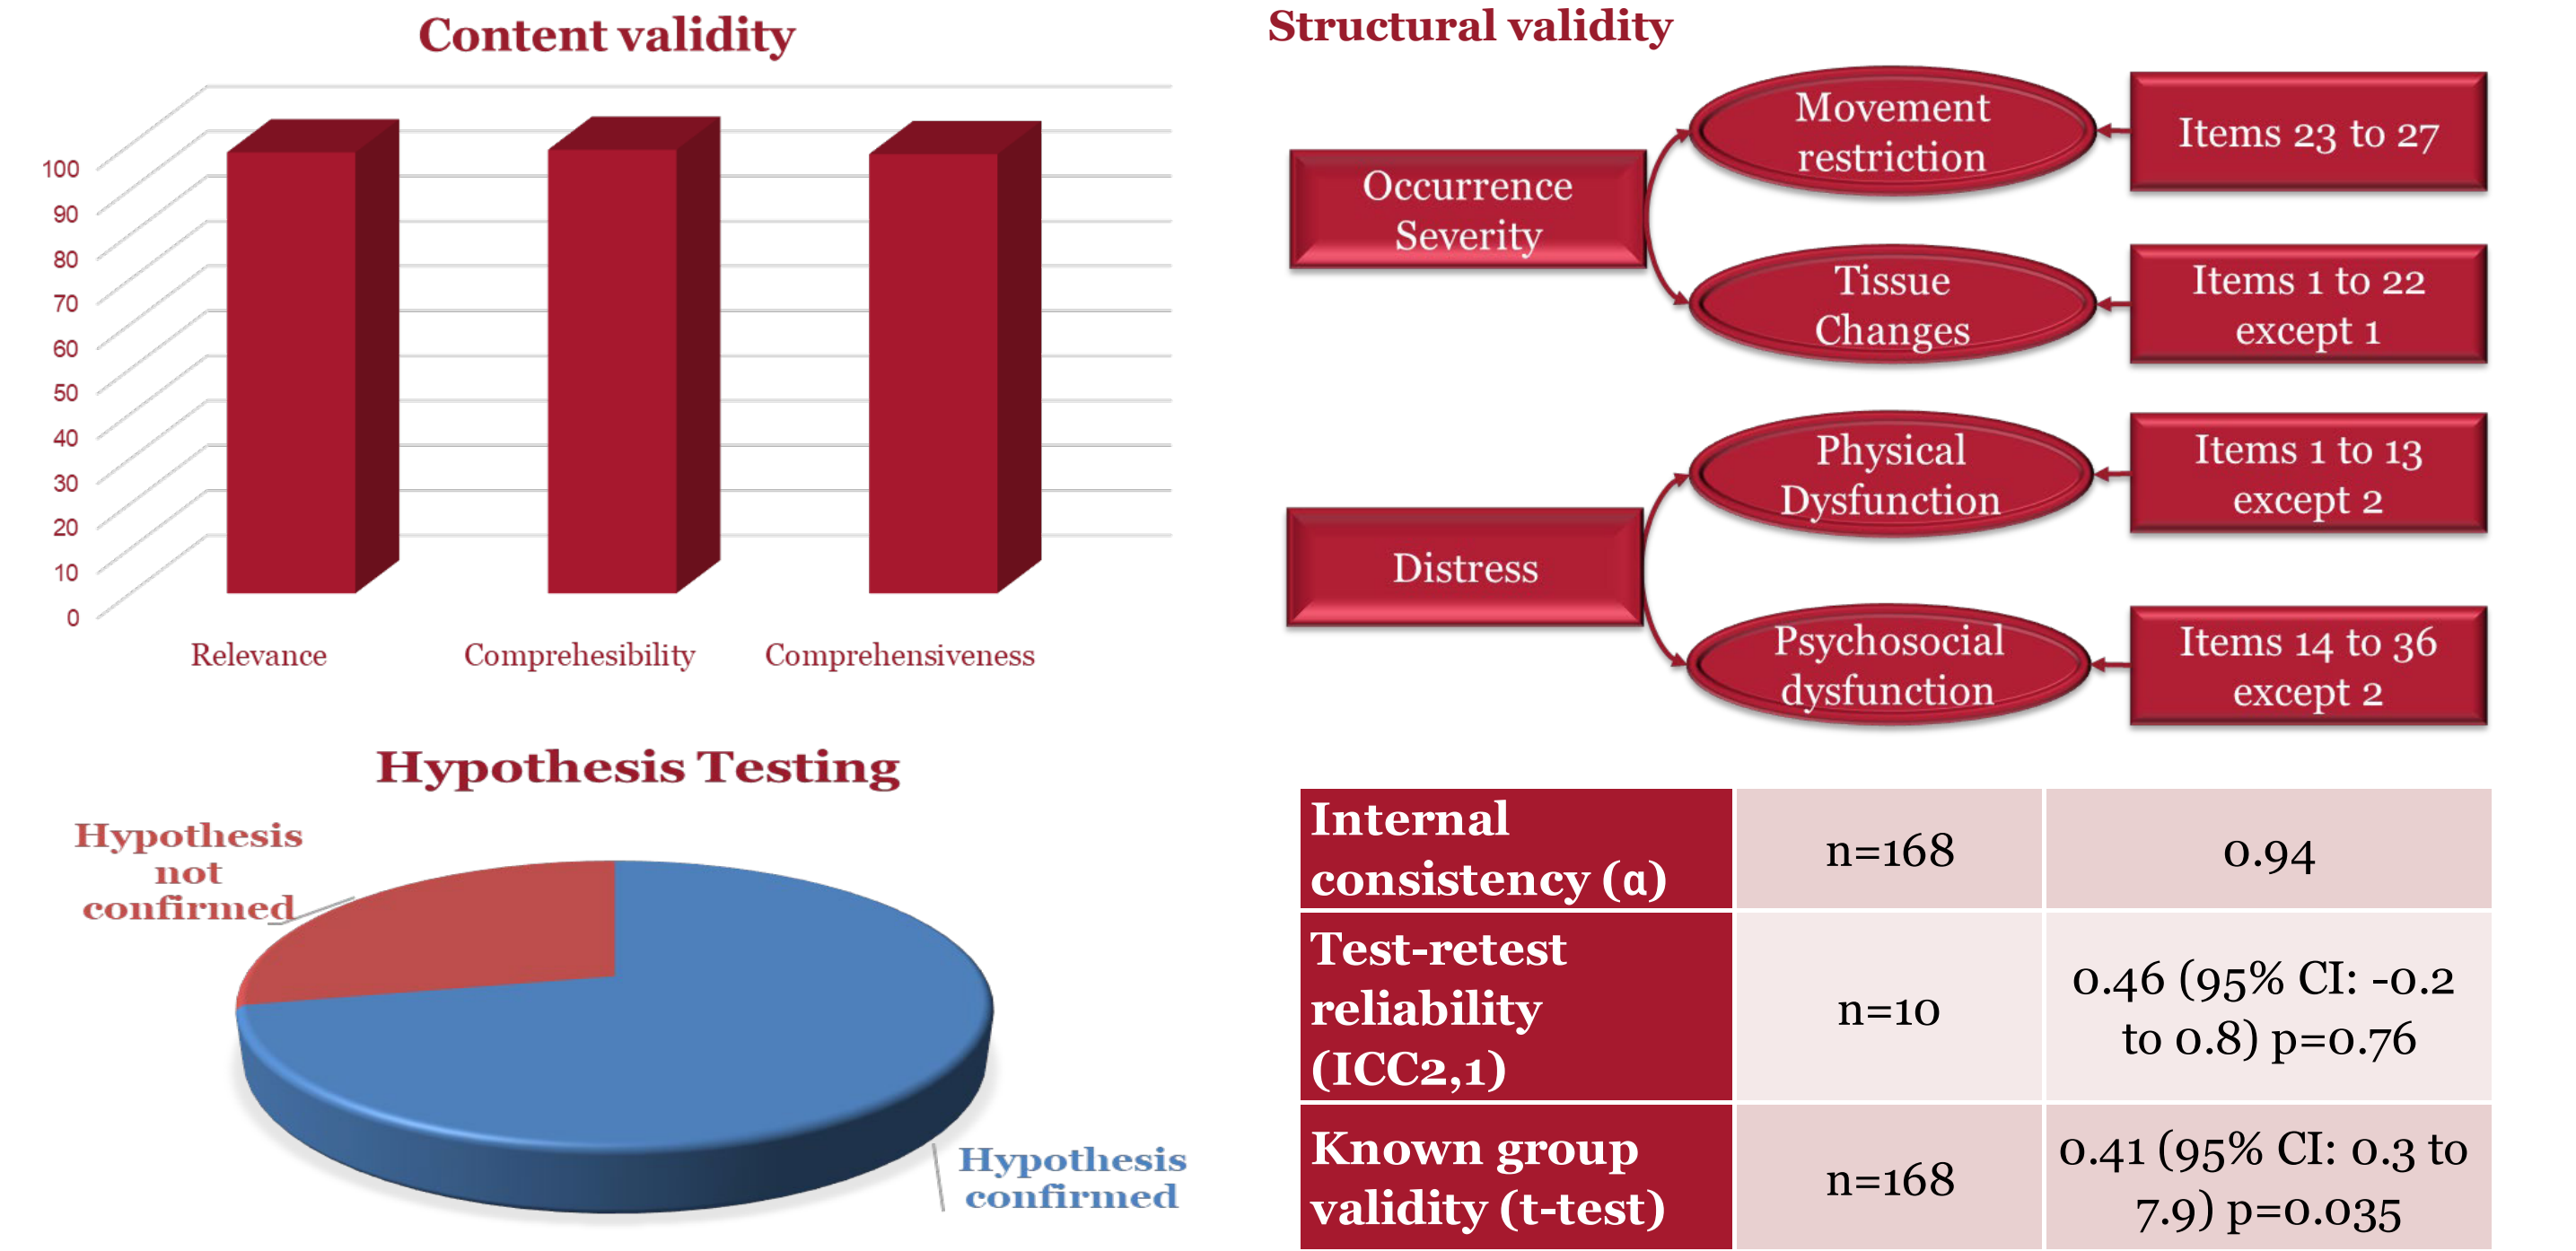 Content validity
100
90
80
70
60
50
40
30
20
10
0
Relevance
Comprehesibility
Comprehensiveness
Structural validity
Occurrence
Severity
Movement
restriction
Items 23 to 27
Tissue
Changes
Items 1 to 22
except 1
Distress
Physical
Dysfunction
Items 1 to 13
except 2
Psychosocial
dysfunction
Items 14 to 36
except 2
Hypothesis Testing
Hypothesis
not
confirmed
Hypothesis
confirmed
Internal
consistency (α)
n=168
0.94
Test-retest
reliability
(ICC2,1)
n=10
0.46 (95% CI: -0.2
to 0.8) p=0.76
Known group
validity (t-test)
n=168
0.41 (95% CI: 0.3 to
7.9) p=0.035